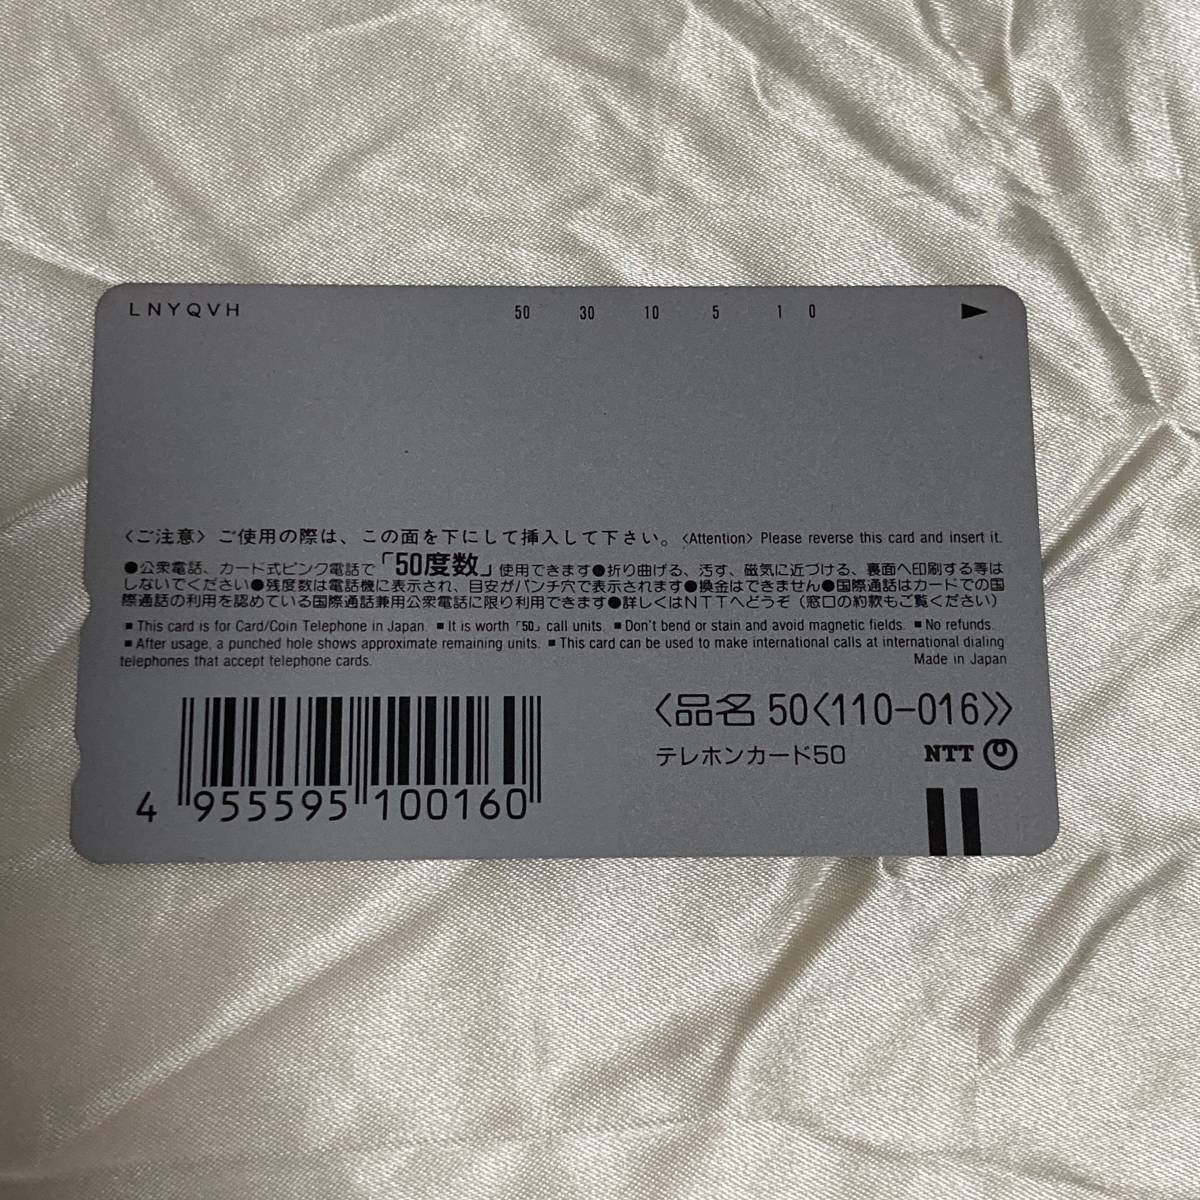 LNYQVH 50 30 10 5 1 0 ▶
〈ご注意〉ご使用の際は、この面を下にして挿入して下さい。〈Attention〉Please reverse this card and insert it.
●公衆電話、カード式ピンク電話で「50度数」使用できます●折り曲げる、汚す、磁気に近づける、裏面へ印刷する等は
しないでください●残度数は電話機に表示され、目安がパンチ穴で表示されます●換金はできません●国際通話はカードでの国
際通話の利用を認めている国際通話兼用公衆電話に限り利用できます●詳しくはNTTへどうぞ（窓口の約款もご覧ください）
■ This card is for Card/Coin Telephone in Japan. ■ It is worth「50」call units. ■ Don't bend or stain and avoid magnetic fields. ■ No refunds.
■ After usage, a punched hole shows approximate remaining units. ■ This card can be used to make international calls at international dialing
telephones that accept telephone cards. Made in Japan
〈品名 50〈110-016〉〉
テレホンカード50 NTT
4 955595 100160